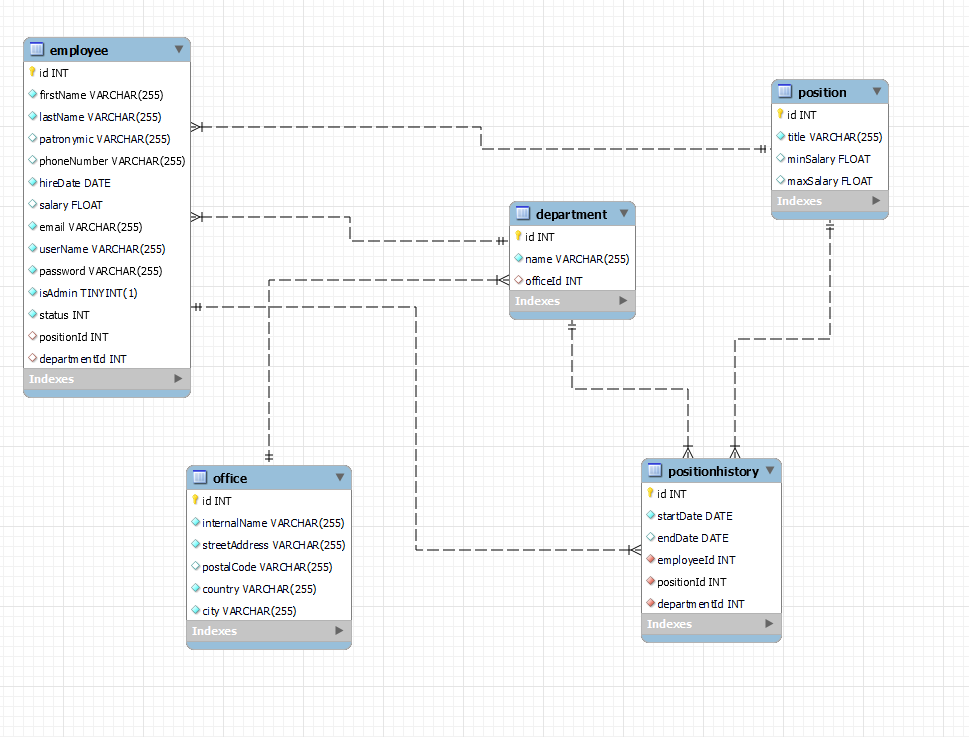 employee
id INT
firstName VARCHAR(255)
lastName VARCHAR(255)
patronymic VARCHAR(255)
phoneNumber VARCHAR(255)
hireDate DATE
salary FLOAT
email VARCHAR(255)
userName VARCHAR(255)
password VARCHAR(255)
isAdmin TINYINT(1)
status INT
positionId INT
departmentId INT
Indexes
position
id INT
title VARCHAR(255)
minSalary FLOAT
maxSalary FLOAT
Indexes
department
id INT
name VARCHAR(255)
officeId INT
Indexes
office
id INT
internalName VARCHAR(255)
streetAddress VARCHAR(255)
postalCode VARCHAR(255)
country VARCHAR(255)
city VARCHAR(255)
Indexes
positionhistory
id INT
startDate DATE
endDate DATE
employeeId INT
positionId INT
departmentId INT
Indexes